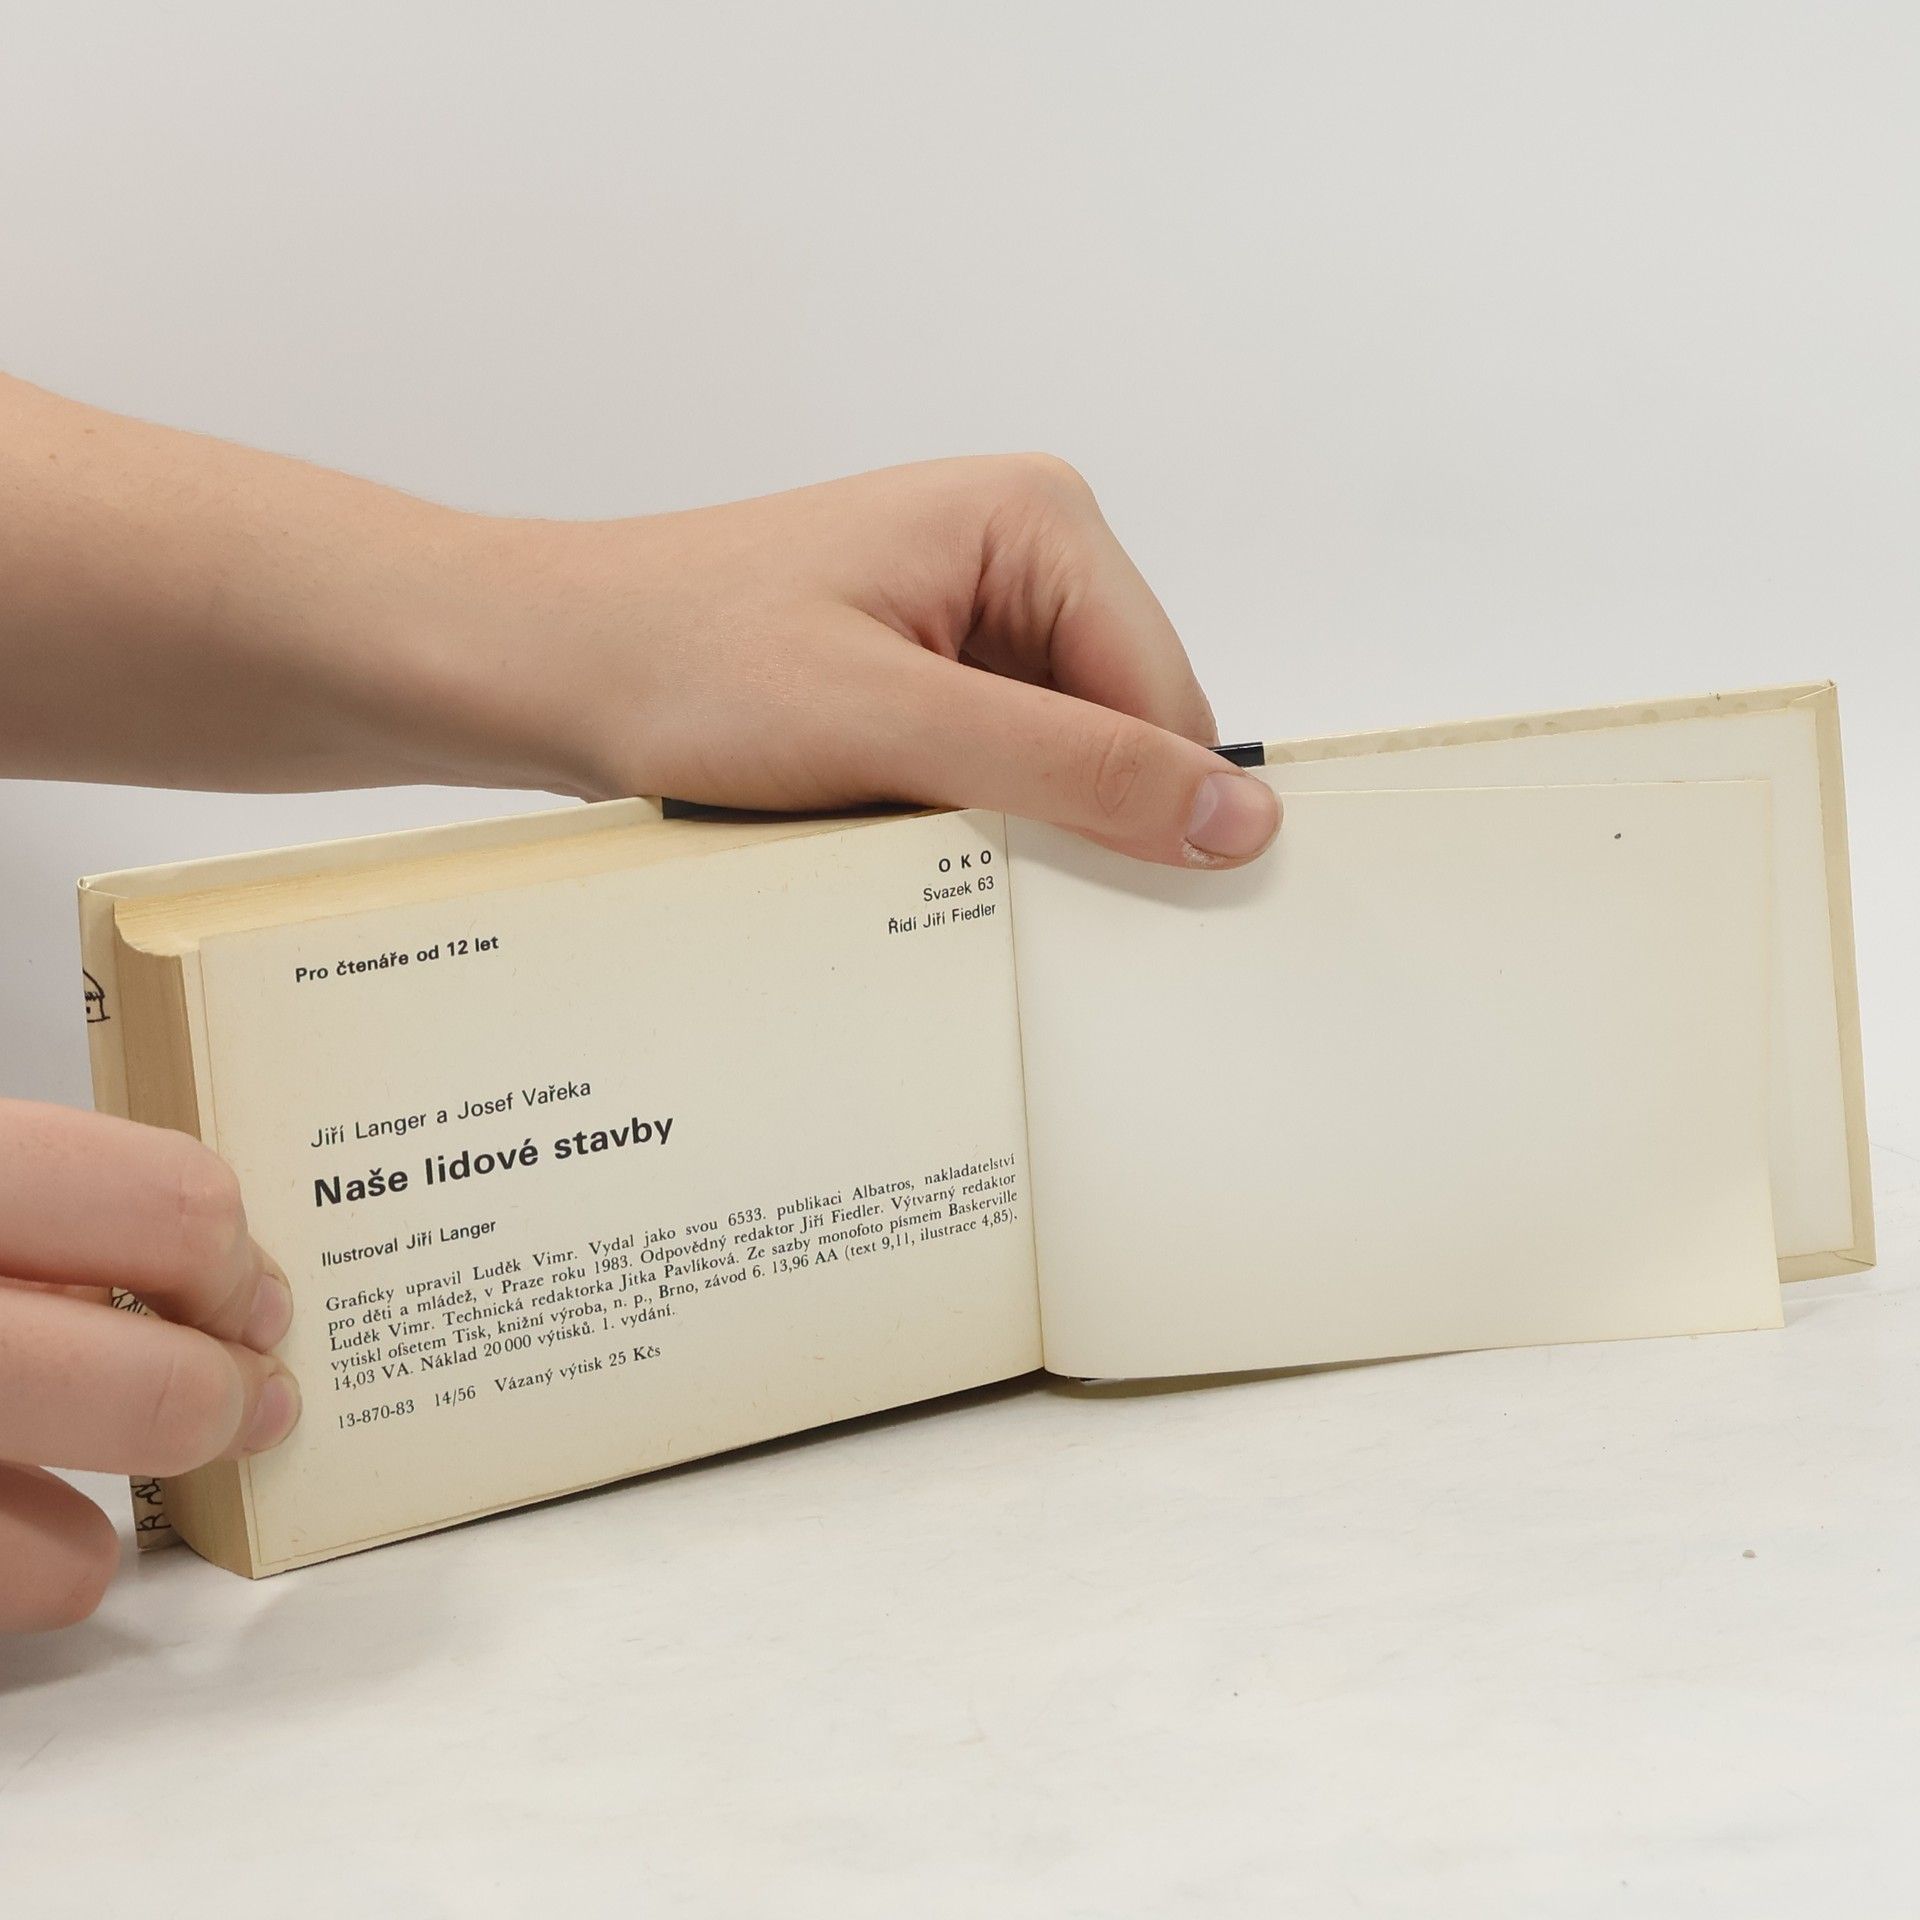 O K O
Svazek 63
Řídí Jiří Fiedler
Pro čtenáře od 12 let
Jiří Langer a Josef Vařeka
Naše lidové stavby
Ilustroval Jiří Langer
Graficky upravil Luděk Vimr. Vydal jako svou 6533. publikaci Albatros, nakladatelství
pro děti a mládež, v Praze roku 1983. Odpovědný redaktor Jiří Fiedler. Výtvarný redaktor
Luděk Vimr. Technická redaktorka Jitka Pavlíková. Ze sazby monofoto písmem Baskerville
vytiskl ofsetem Tisk, knižní výroba, n. p., Brno, závod 6. 13,96 AA (text 9,11, ilustrace 4,85).
14,03 VA. Náklad 20 000 výtisků. 1. vydání.
13-870-83 14/56 Vázaný výtisk 25 Kčs